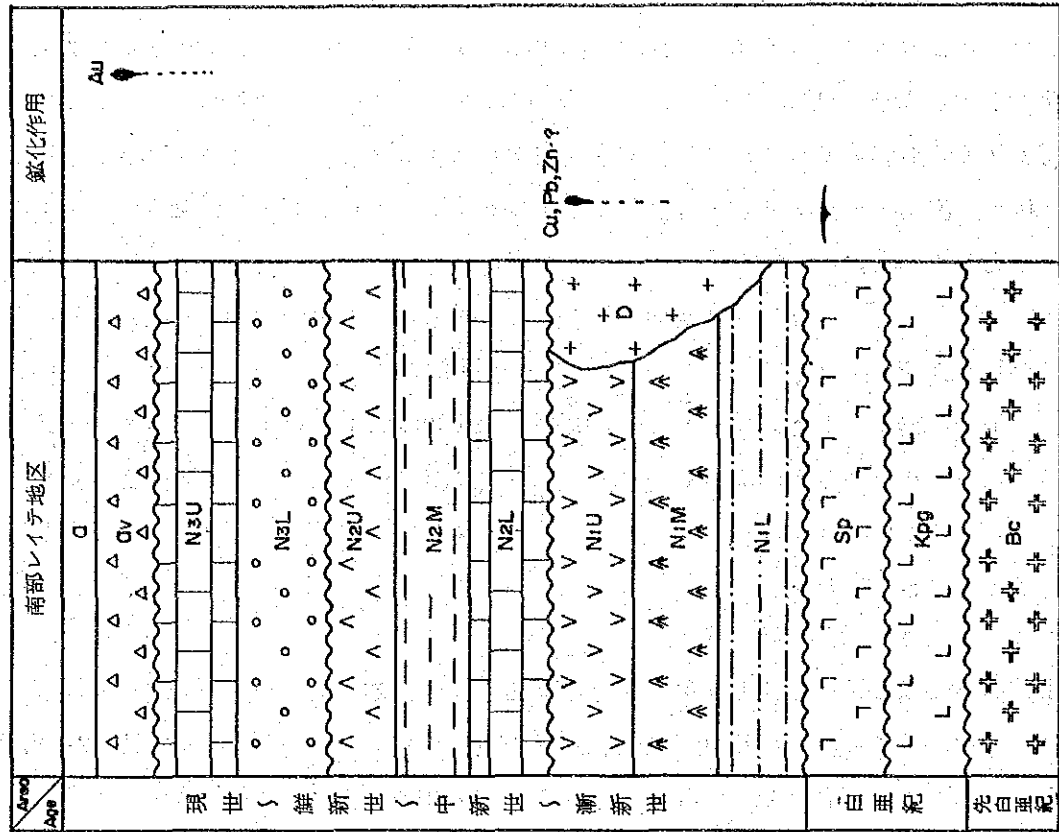 Area
Age
南部レイテ地区
鉱化作用
現世～鮮新世～中新世～漸新世
白亜紀
先白亜紀
a
Qv
N3U
N3L
N2U
N2M
N2L
N1U
N1M
N1L
D
Sp
Kpg
Bc
Au
Cu, Pb, Zn-?